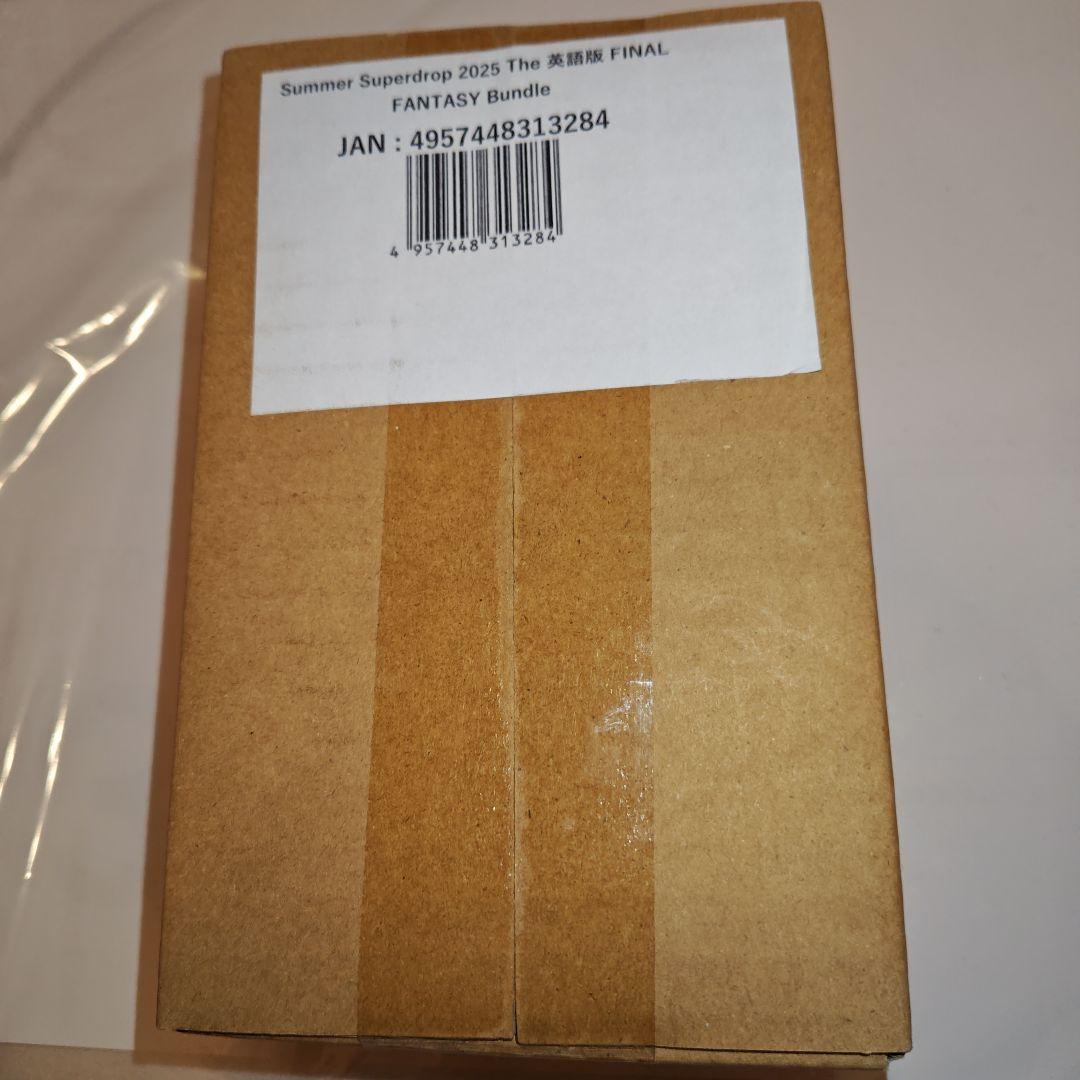 Summer Superdrop 2025 The 英語版 FINAL
FANTASY Bundle
JAN : 4957448313284
4 957448 313284